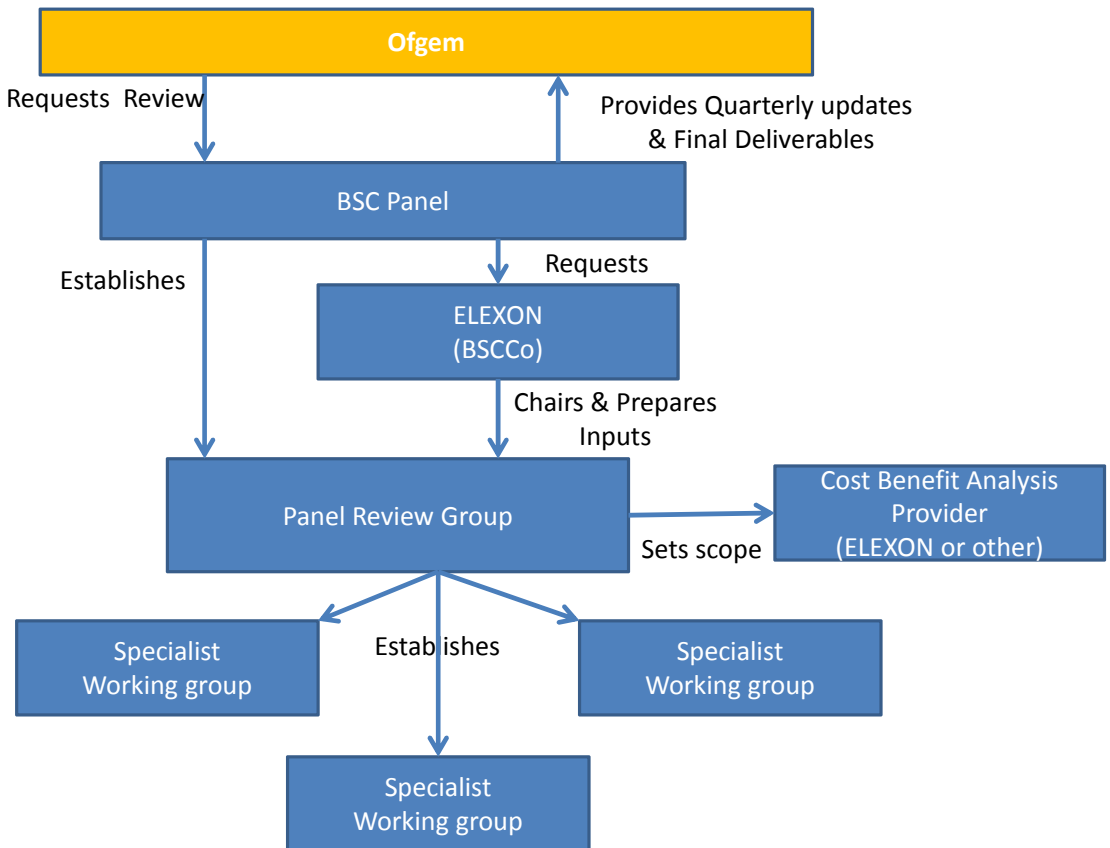 Ofgem
Requests Review
Provides Quarterly updates
& Final Deliverables
BSC Panel
Establishes
Requests
ELEXON
(BSCCo)
Chairs & Prepares
Inputs
Panel Review Group
Cost Benefit Analysis
Provider
(ELEXON or other)
Sets scope
Specialist
Working group
Establishes
Specialist
Working group
Specialist
Working group